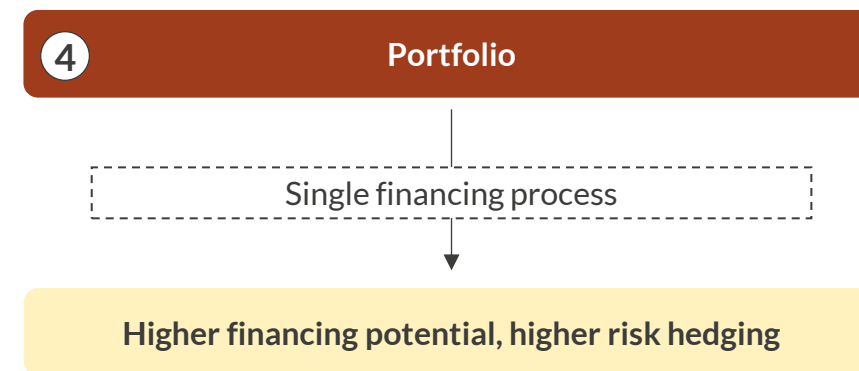 4
Portfolio
Single financing process
Higher financing potential, higher risk hedging